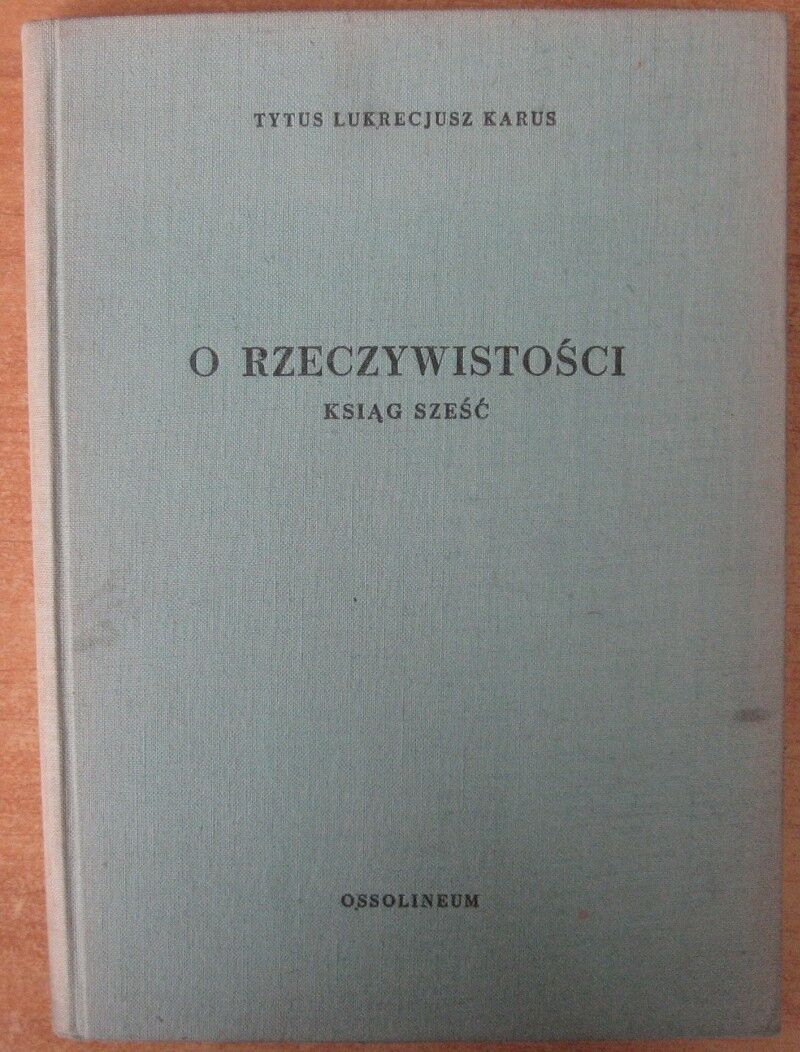 TYTUS LUKRECJUSZ KARUS
O RZECZYWISTOŚCI
KSIĄG SZEŚĆ
OSSOLINEUM